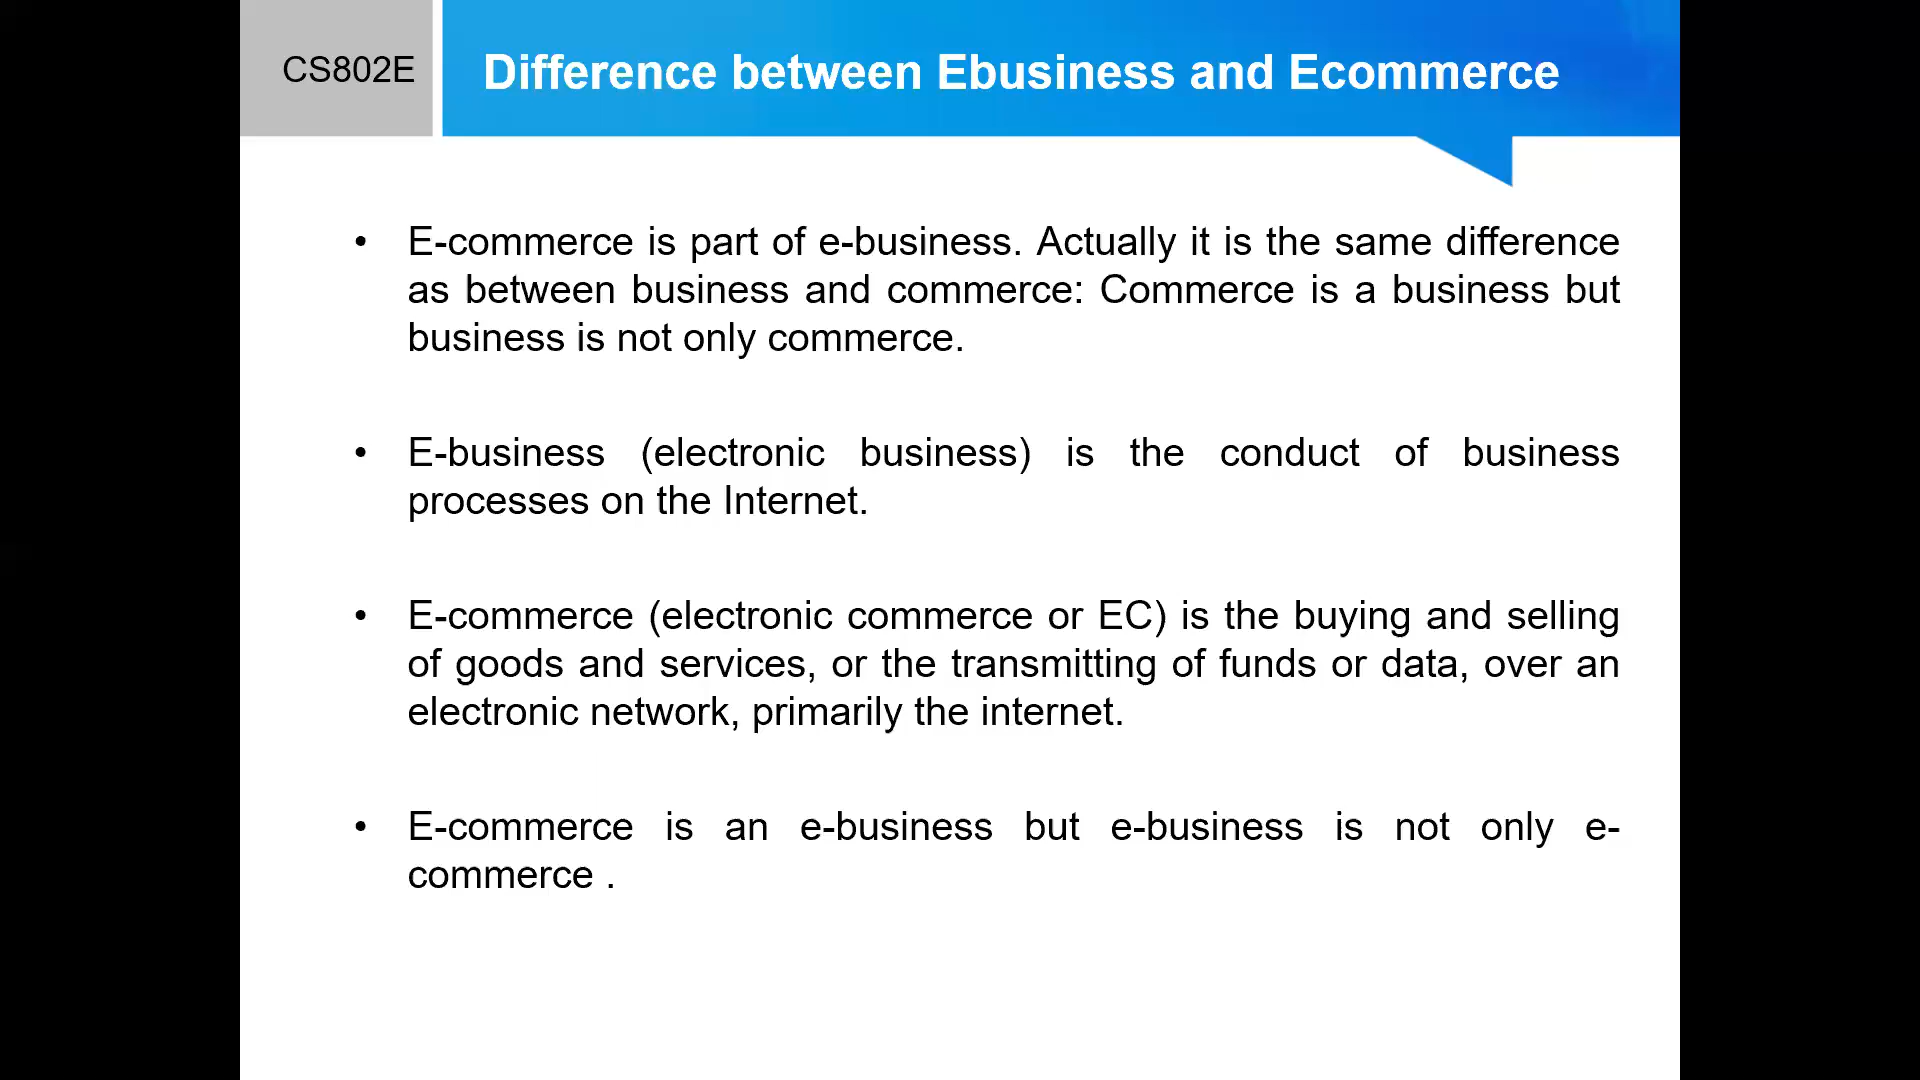 CS802E
Difference between Ebusiness and Ecommerce
• E-commerce is part of e-business. Actually it is the same difference
as between business and commerce: Commerce is a business but
business is not only commerce.
• E-business (electronic business) is the conduct of business
processes on the Internet.
• E-commerce (electronic commerce or EC) is the buying and selling
of goods and services, or the transmitting of funds or data, over an
electronic network, primarily the internet.
• E-commerce is an e-business but e-business is not only e-
commerce .